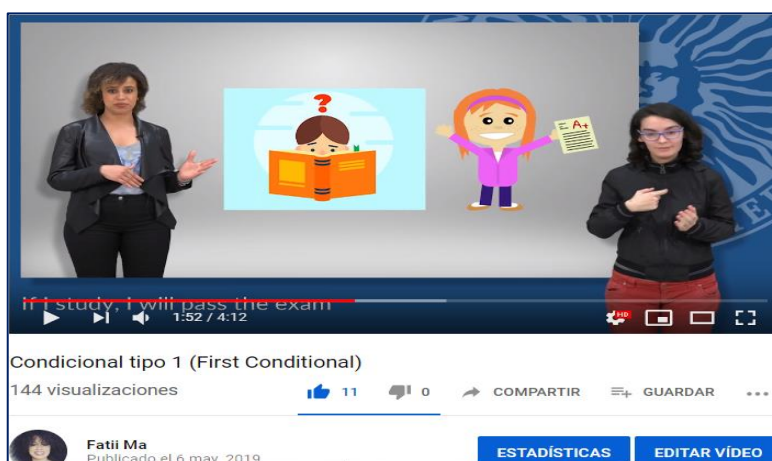 ?
A+
If I study, I will pass the exam
1:52 / 4:12
HD
Condicional tipo 1 (First Conditional)
144 visualizaciones
11
0
COMPARTIR
GUARDAR
Fatii Ma
Publicado el 6 may. 2019
ESTADÍSTICAS
EDITAR VÍDEO